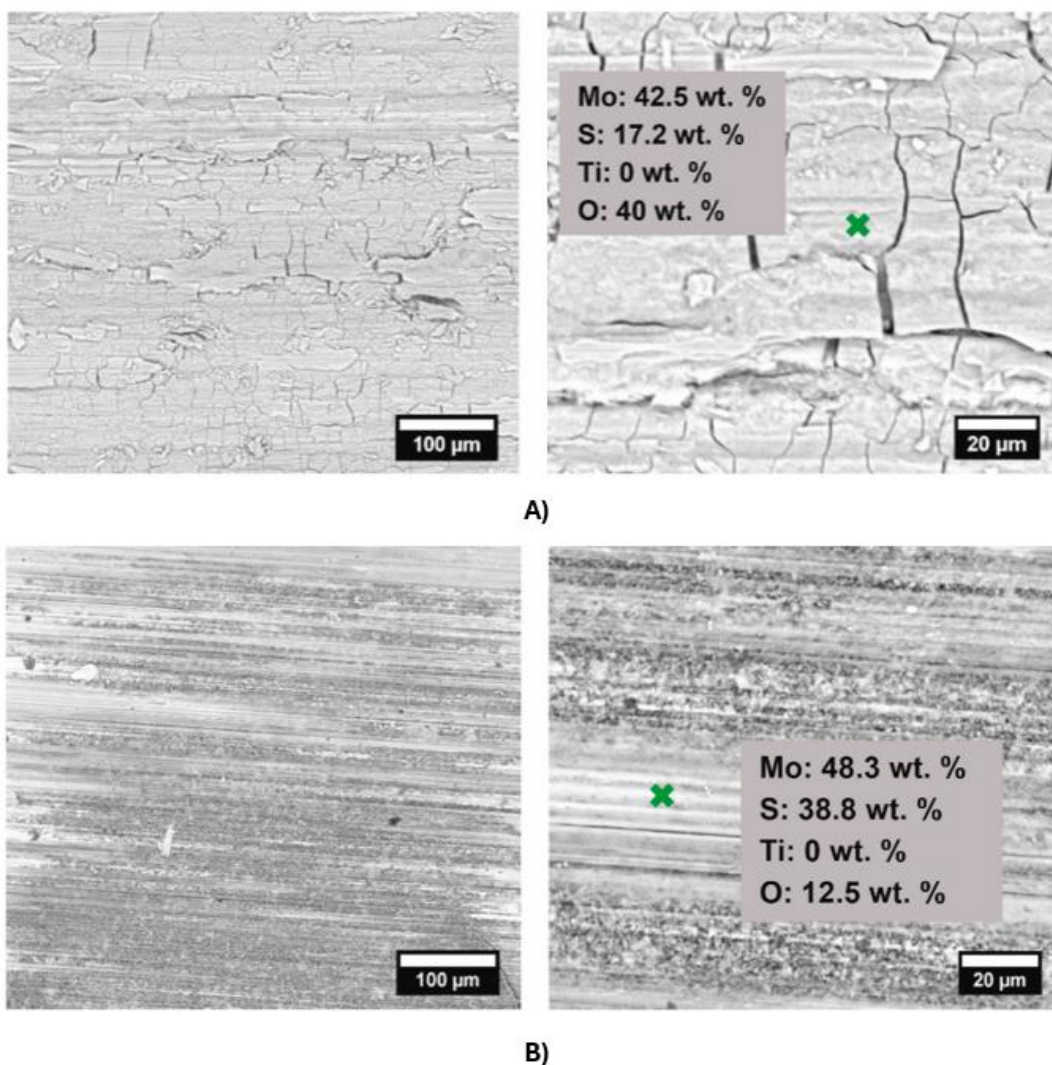 Mo: 42.5 wt. %
S: 17.2 wt. %
Ti: 0 wt. %
O: 40 wt. %
100 µm
20 µm
A)
Mo: 48.3 wt. %
S: 38.8 wt. %
Ti: 0 wt. %
O: 12.5 wt. %
100 µm
20 µm
B)